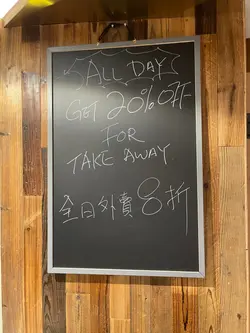 ALL DAY
GET 20% OFF
FOR
TAKE AWAY
全日外賣 8折